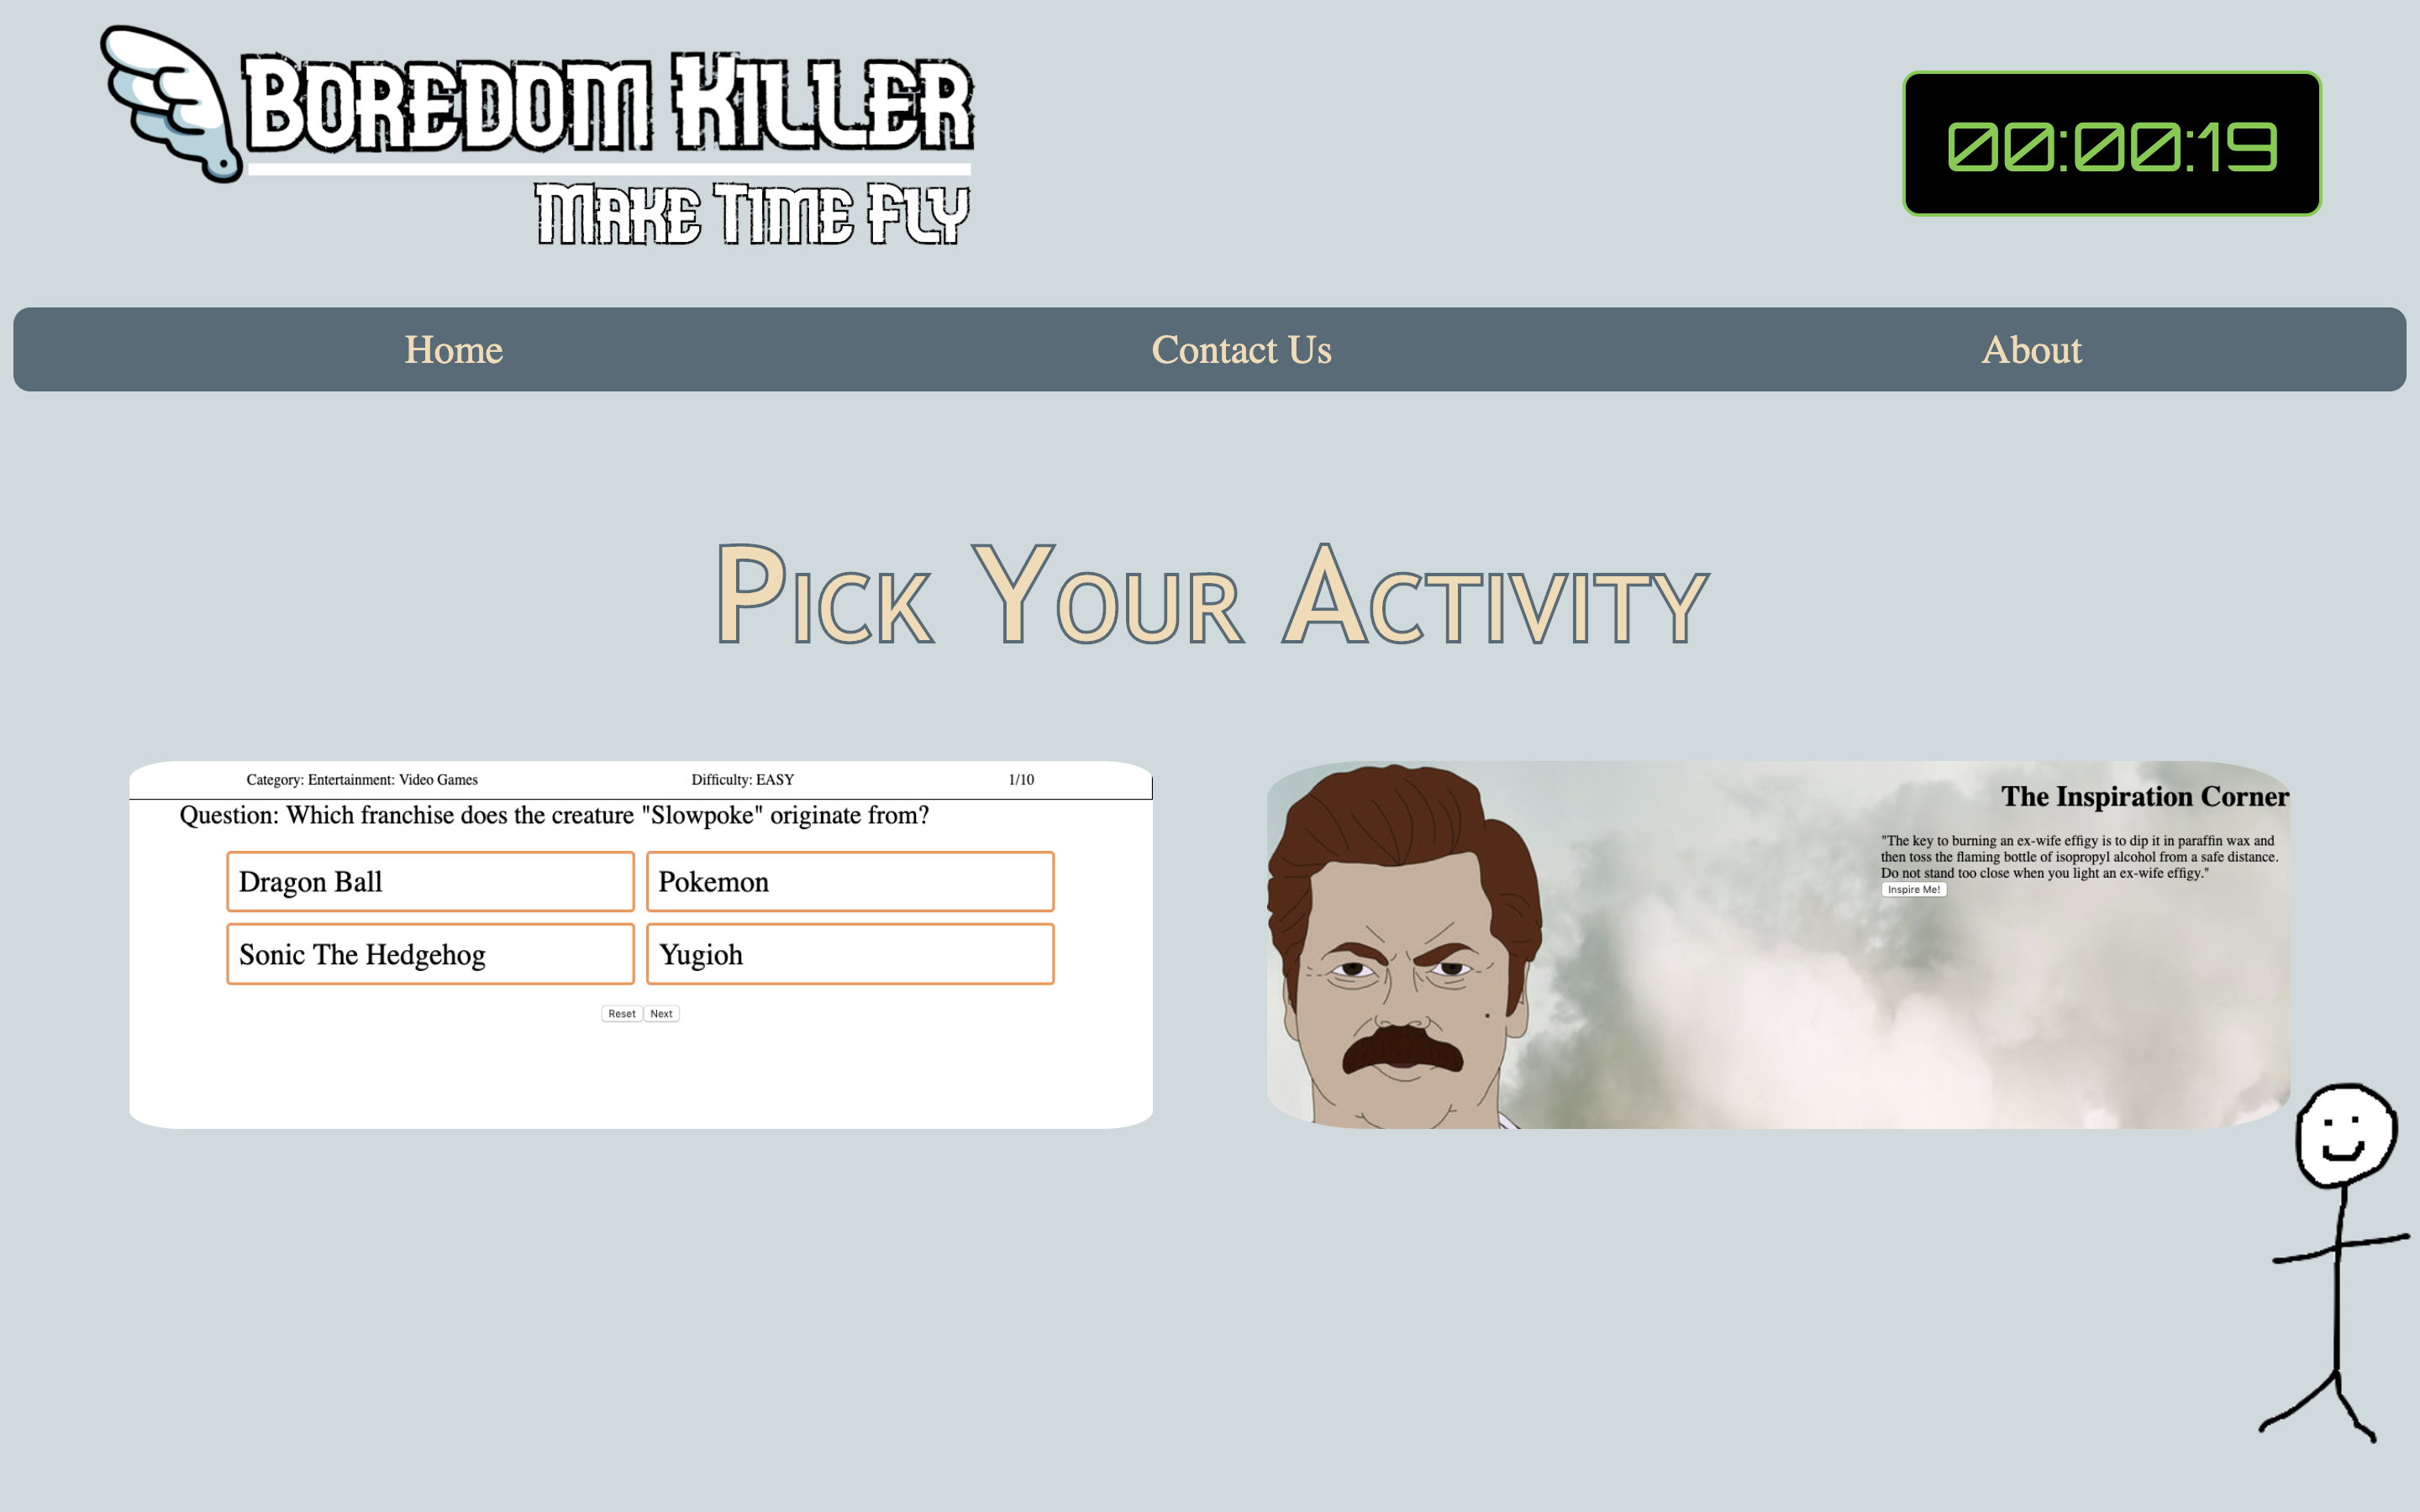 BOREDOM KILLER
MAKE TIME FLY
00:00:19
Home
Contact Us
About
PICK YOUR ACTIVITY
Category: Entertainment: Video Games
Difficulty: EASY
1/10
Question: Which franchise does the creature "Slowpoke" originate from?
Dragon Ball
Pokemon
Sonic The Hedgehog
Yugioh
Reset
Next
The Inspiration Corner
"The key to burning an ex-wife effigy is to dip it in paraffin wax and
then toss the flaming bottle of isopropyl alcohol from a safe distance.
Do not stand too close when you light an ex-wife effigy."
Inspire Me!